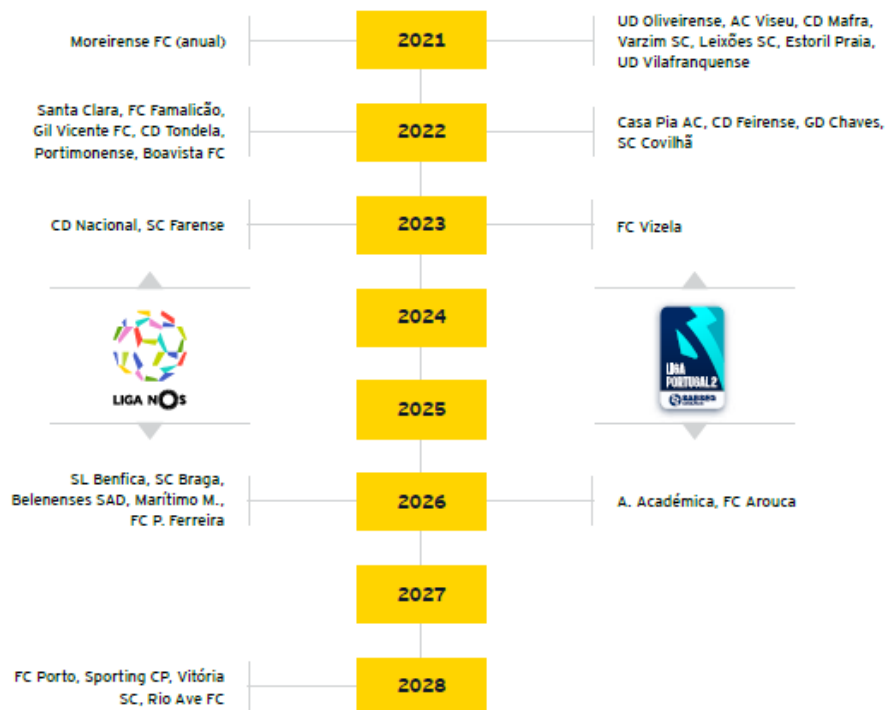 Moreirense FC (anual)
2021
UD Oliveirense, AC Viseu, CD Mafra,
Varzim SC, Leixões SC, Estoril Praia,
UD Vilafranquense
Santa Clara, FC Famalicão,
Gil Vicente FC, CD Tondela,
Portimonense, Boavista FC
2022
Casa Pia AC, CD Feirense, GD Chaves,
SC Covilhã
CD Nacional, SC Farense
2023
FC Vizela
2024
LIGA NOS
LIGA
PORTUGAL 2
SABSEG
2025
SL Benfica, SC Braga,
Belenenses SAD, Marítimo M.,
FC P. Ferreira
2026
A. Académica, FC Arouca
2027
FC Porto, Sporting CP, Vitória
SC, Rio Ave FC
2028